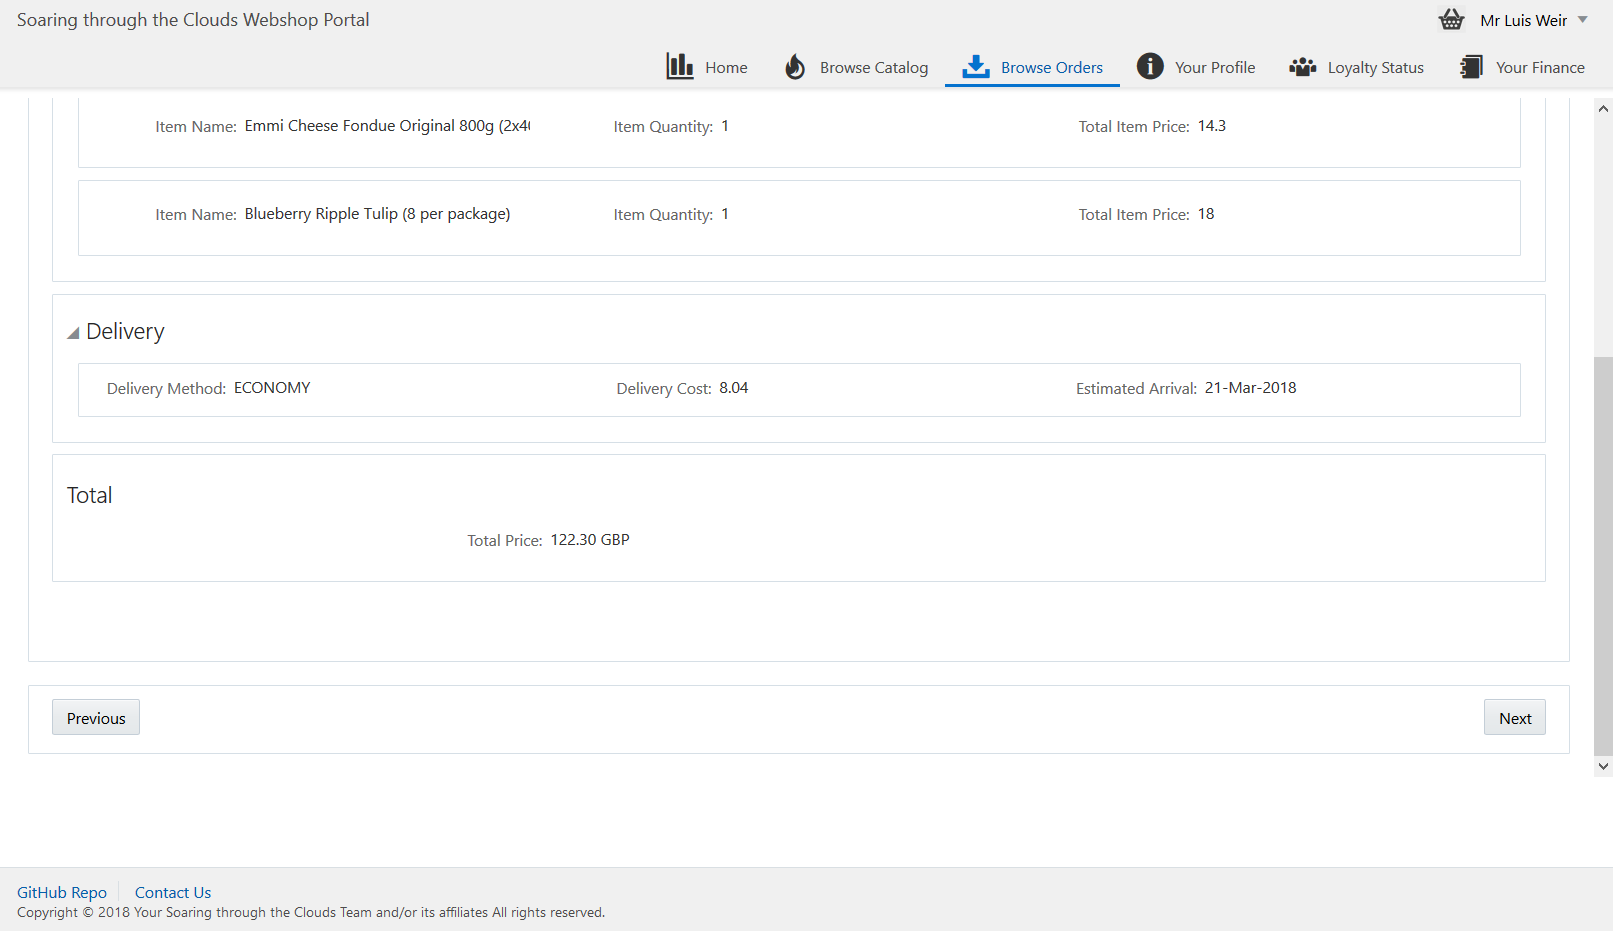 Soaring through the Clouds Webshop Portal
Mr Luis Weir
Home
Browse Catalog
Browse Orders
Your Profile
Loyalty Status
Your Finance
Item Name: Emmi Cheese Fondue Original 800g (2x4 Item Quantity: 1 Total Item Price: 14.3
Item Name: Blueberry Ripple Tulip (8 per package) Item Quantity: 1 Total Item Price: 18
Delivery
Delivery Method: ECONOMY Delivery Cost: 8.04 Estimated Arrival: 21-Mar-2018
Total
Total Price: 122.30 GBP
Previous
Next
GitHub Repo
Contact Us
Copyright © 2018 Your Soaring through the Clouds Team and/or its affiliates All rights reserved.